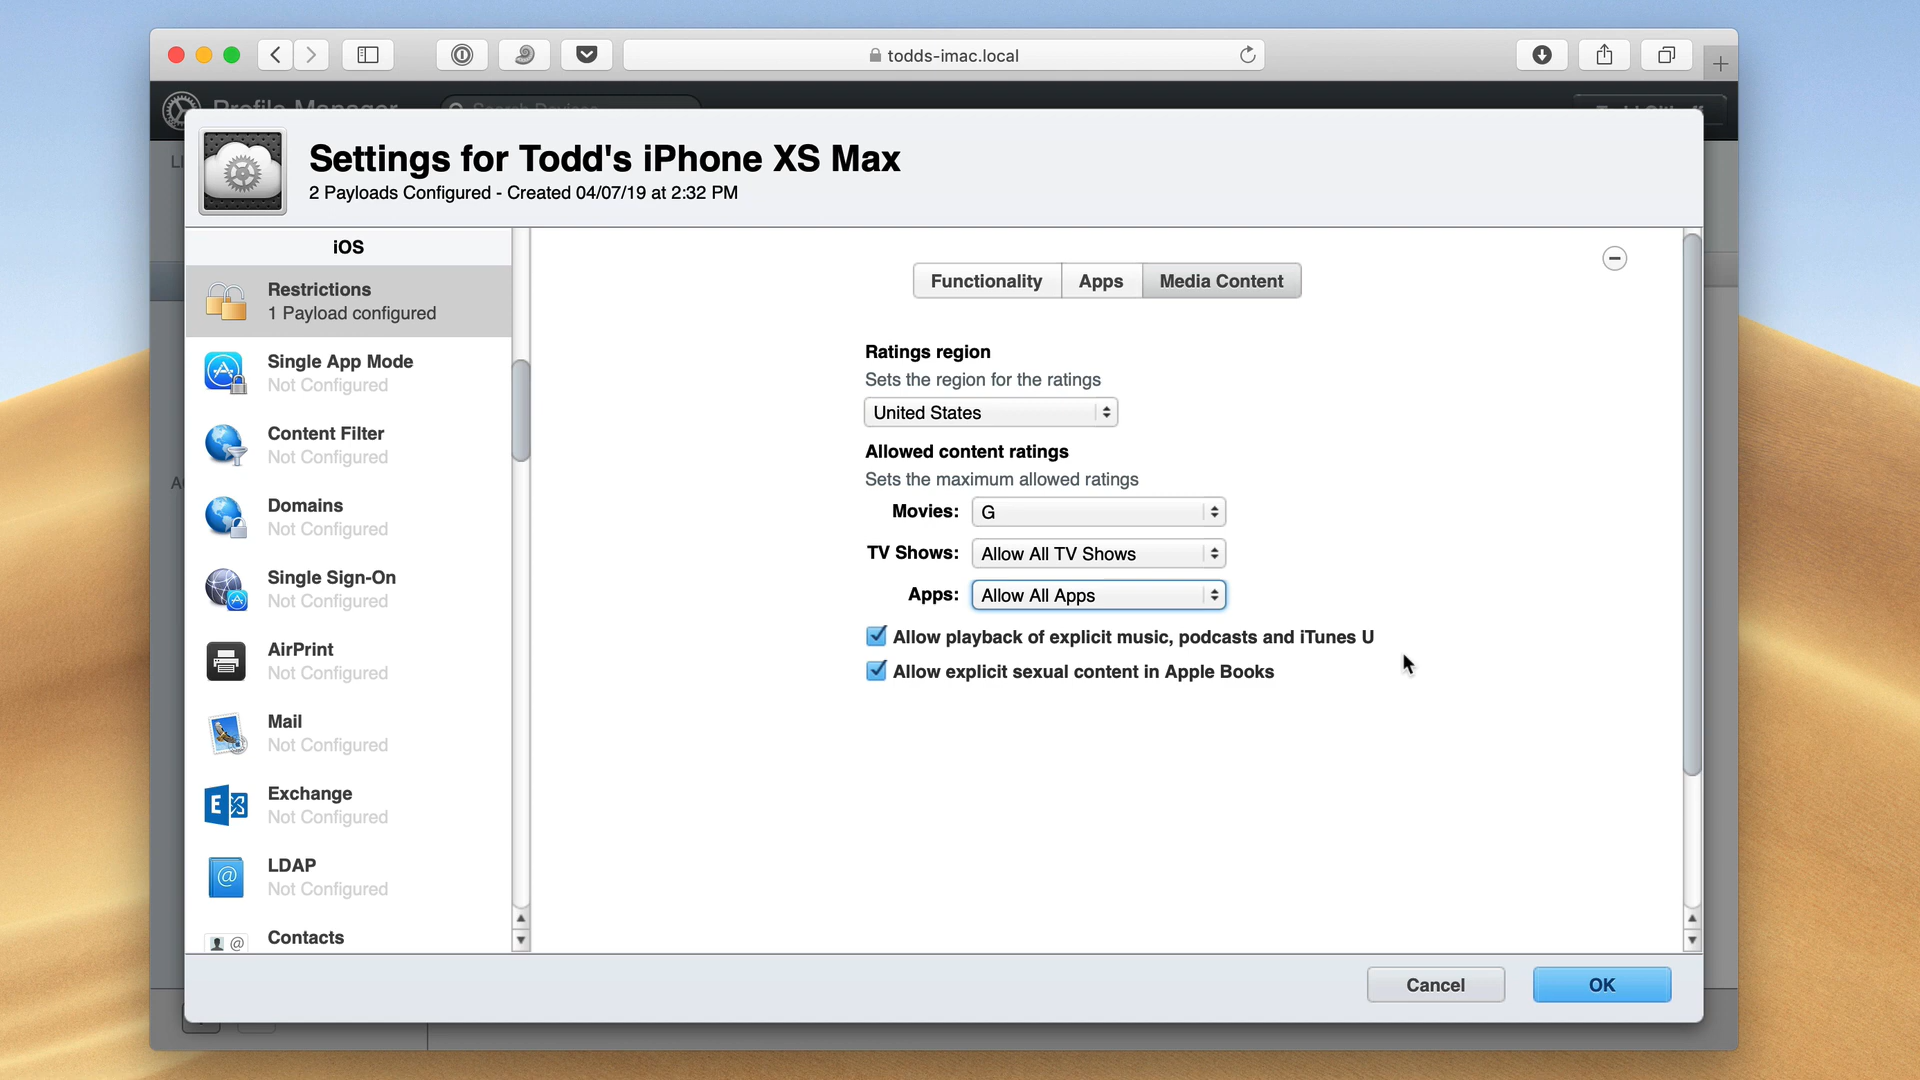 todds-imac.local
Profile Manager
Search Devices
Settings for Todd's iPhone XS Max
2 Payloads Configured - Created 04/07/19 at 2:32 PM
iOS
Restrictions
1 Payload configured
Single App Mode
Not Configured
Content Filter
Not Configured
Domains
Not Configured
Single Sign-On
Not Configured
AirPrint
Not Configured
Mail
Not Configured
Exchange
Not Configured
LDAP
Not Configured
Contacts
Functionality
Apps
Media Content
Ratings region
Sets the region for the ratings
United States
Allowed content ratings
Sets the maximum allowed ratings
Movies: G
TV Shows: Allow All TV Shows
Apps: Allow All Apps
Allow playback of explicit music, podcasts and iTunes U
Allow explicit sexual content in Apple Books
Cancel
OK